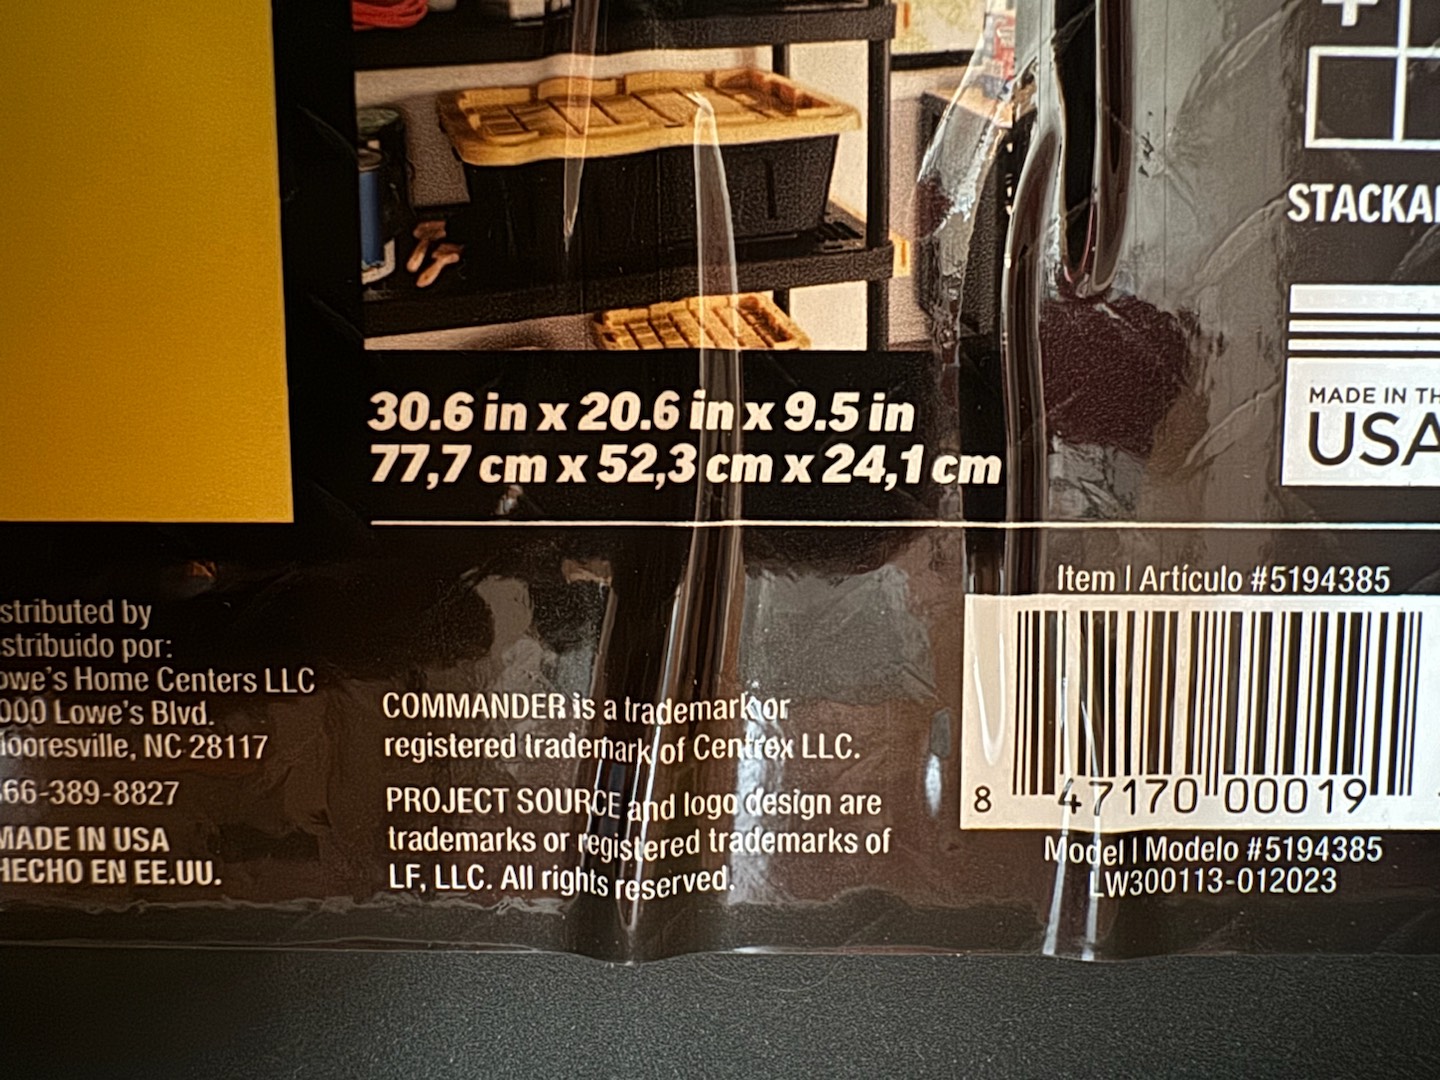 STACKA
30.6 in x 20.6 in x 9.5 in
77,7 cm x 52,3 cm x 24,1 cm
MADE IN TH
USA
Item | Artículo #5194385
stributed by
stribuido por:
owe's Home Centers LLC
000 Lowe's Blvd.
ooresville, NC 28117
66-389-8827
MADE IN USA
HECHO EN EE.UU.
COMMANDER is a trademark or
registered trademark of Centrex LLC.
PROJECT SOURCE and logo design are
trademarks or registered trademarks of
LF, LLC. All rights reserved.
8 47170 00019
Model | Modelo #5194385
LW300113-012023